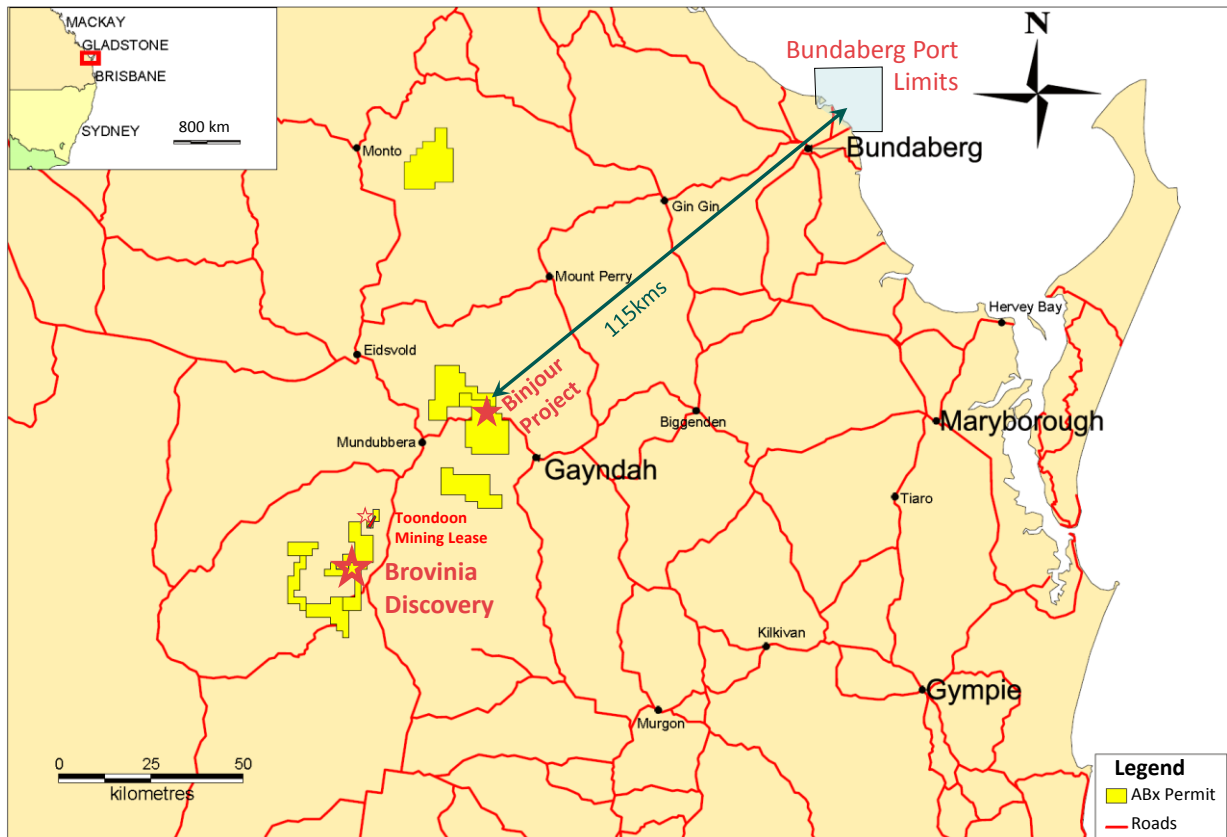 MACKAY
GLADSTONE
BRISBANE
SYDNEY
800 km
N
Bundaberg Port
Limits
Bundaberg
Monto
Gin Gin
Mount Perry
115kms
Hervey Bay
Eidsvold
Binjour
Project
Biggenden
Maryborough
Mundubbera
Gayndah
Tiaro
Toondoon
Mining Lease
Brovinia
Discovery
Kilkivan
Gympie
Murgon
0 25 50
kilometres
Legend
ABx Permit
Roads